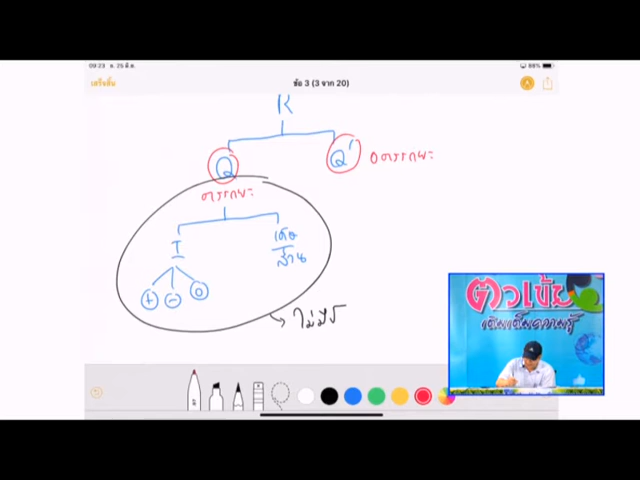 09:23 อ. 25 มี.ค.
88%
เสร็จสิ้น
ข้อ 3 (3 จาก 20)
R
Q
Q'
อตรรกยะ
ตรรกยะ
I
เศษ
ส่วน
+ - 0
ไม่มี √
ติวเข้ม
เติมเต็มความรู้